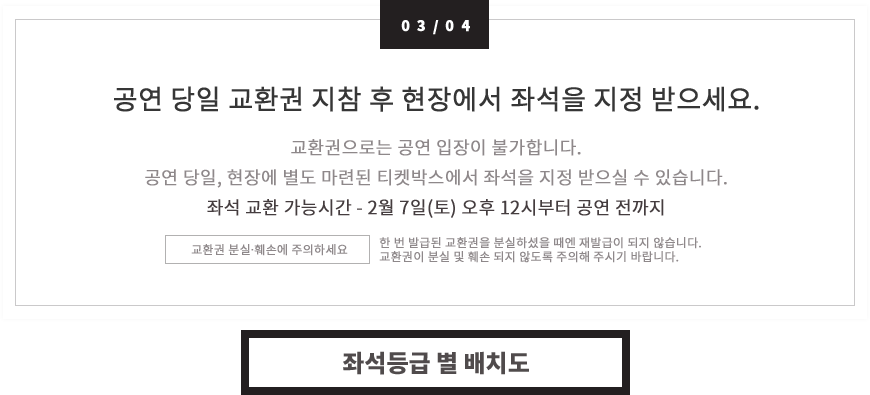 03/04
공연 당일 교환권 지참 후 현장에서 좌석을 지정 받으세요.
교환권으로는 공연 입장이 불가합니다.
공연 당일, 현장에 별도 마련된 티켓박스에서 좌석을 지정 받으실 수 있습니다.
좌석 교환 가능시간 - 2월 7일(토) 오후 12시부터 공연 전까지
교환권 분실·훼손에 주의하세요
한 번 발급된 교환권을 분실하셨을 때엔 재발급이 되지 않습니다.
교환권이 분실 및 훼손 되지 않도록 주의해 주시기 바랍니다.
좌석등급 별 배치도